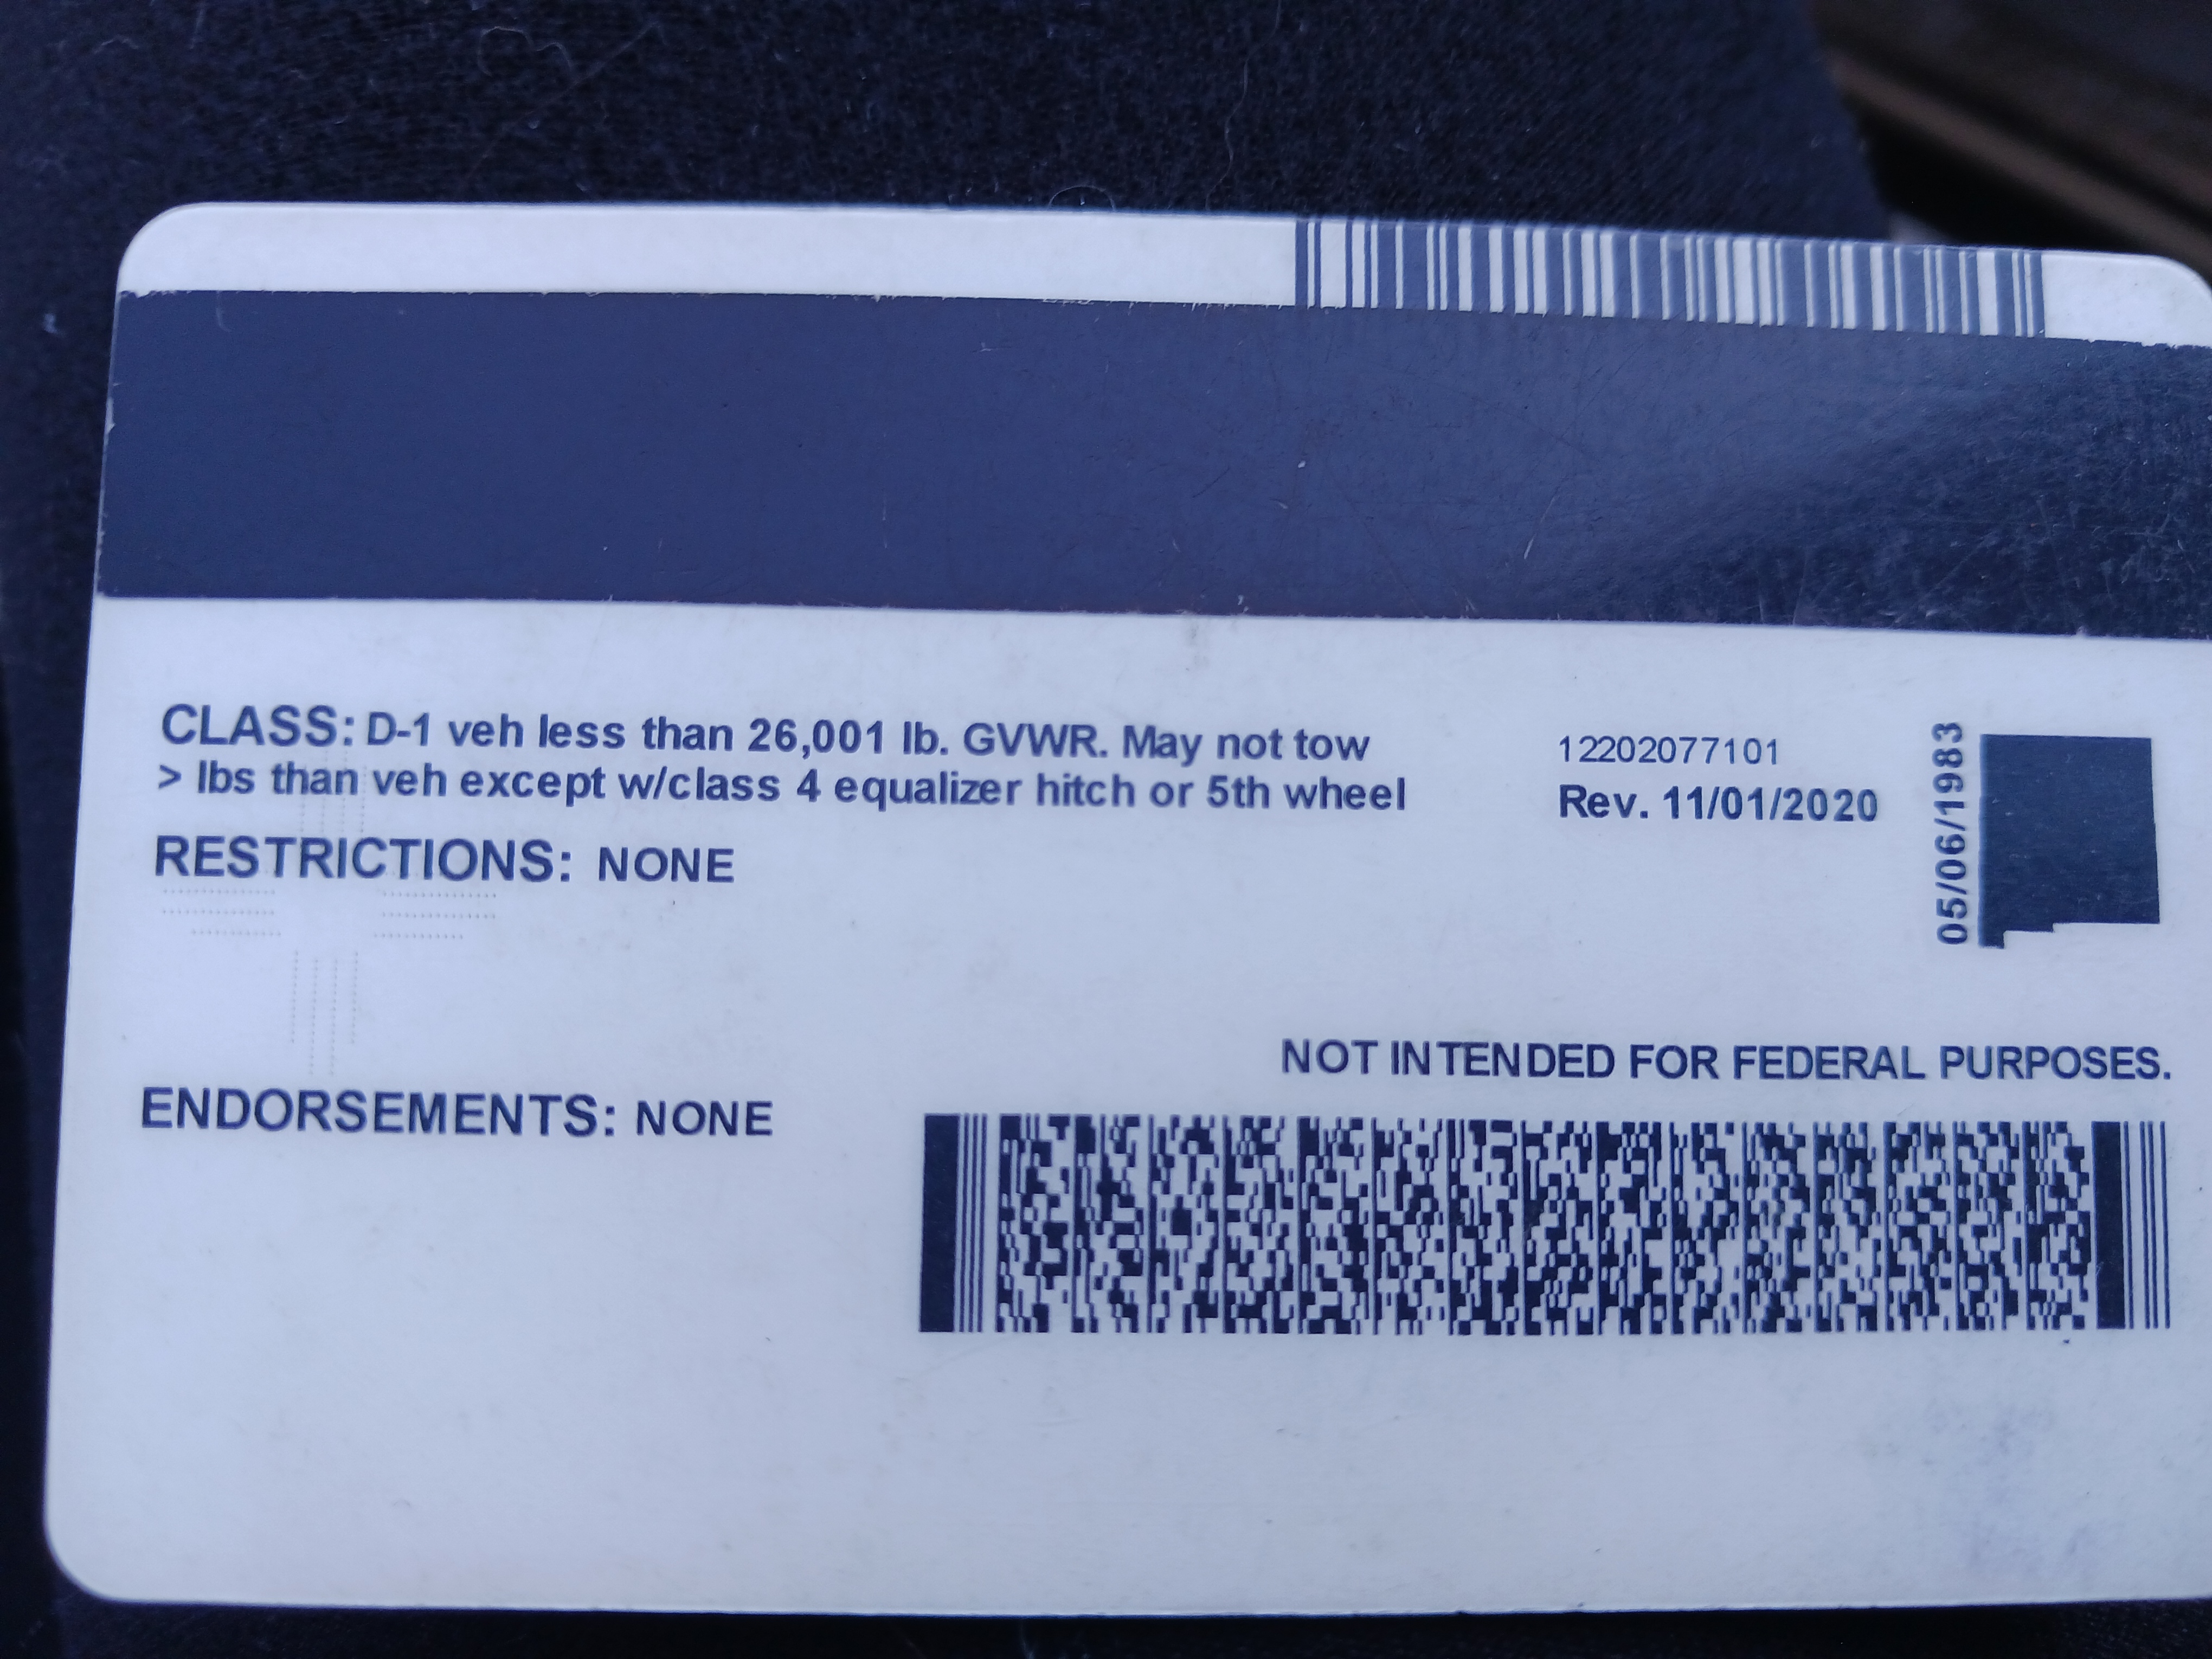 CLASS: D-1 veh less than 26,001 lb. GVWR. May not tow
> lbs than veh except w/class 4 equalizer hitch or 5th wheel
12202077101
Rev. 11/01/2020
05/06/1983
RESTRICTIONS: NONE
NOT INTENDED FOR FEDERAL PURPOSES.
ENDORSEMENTS: NONE